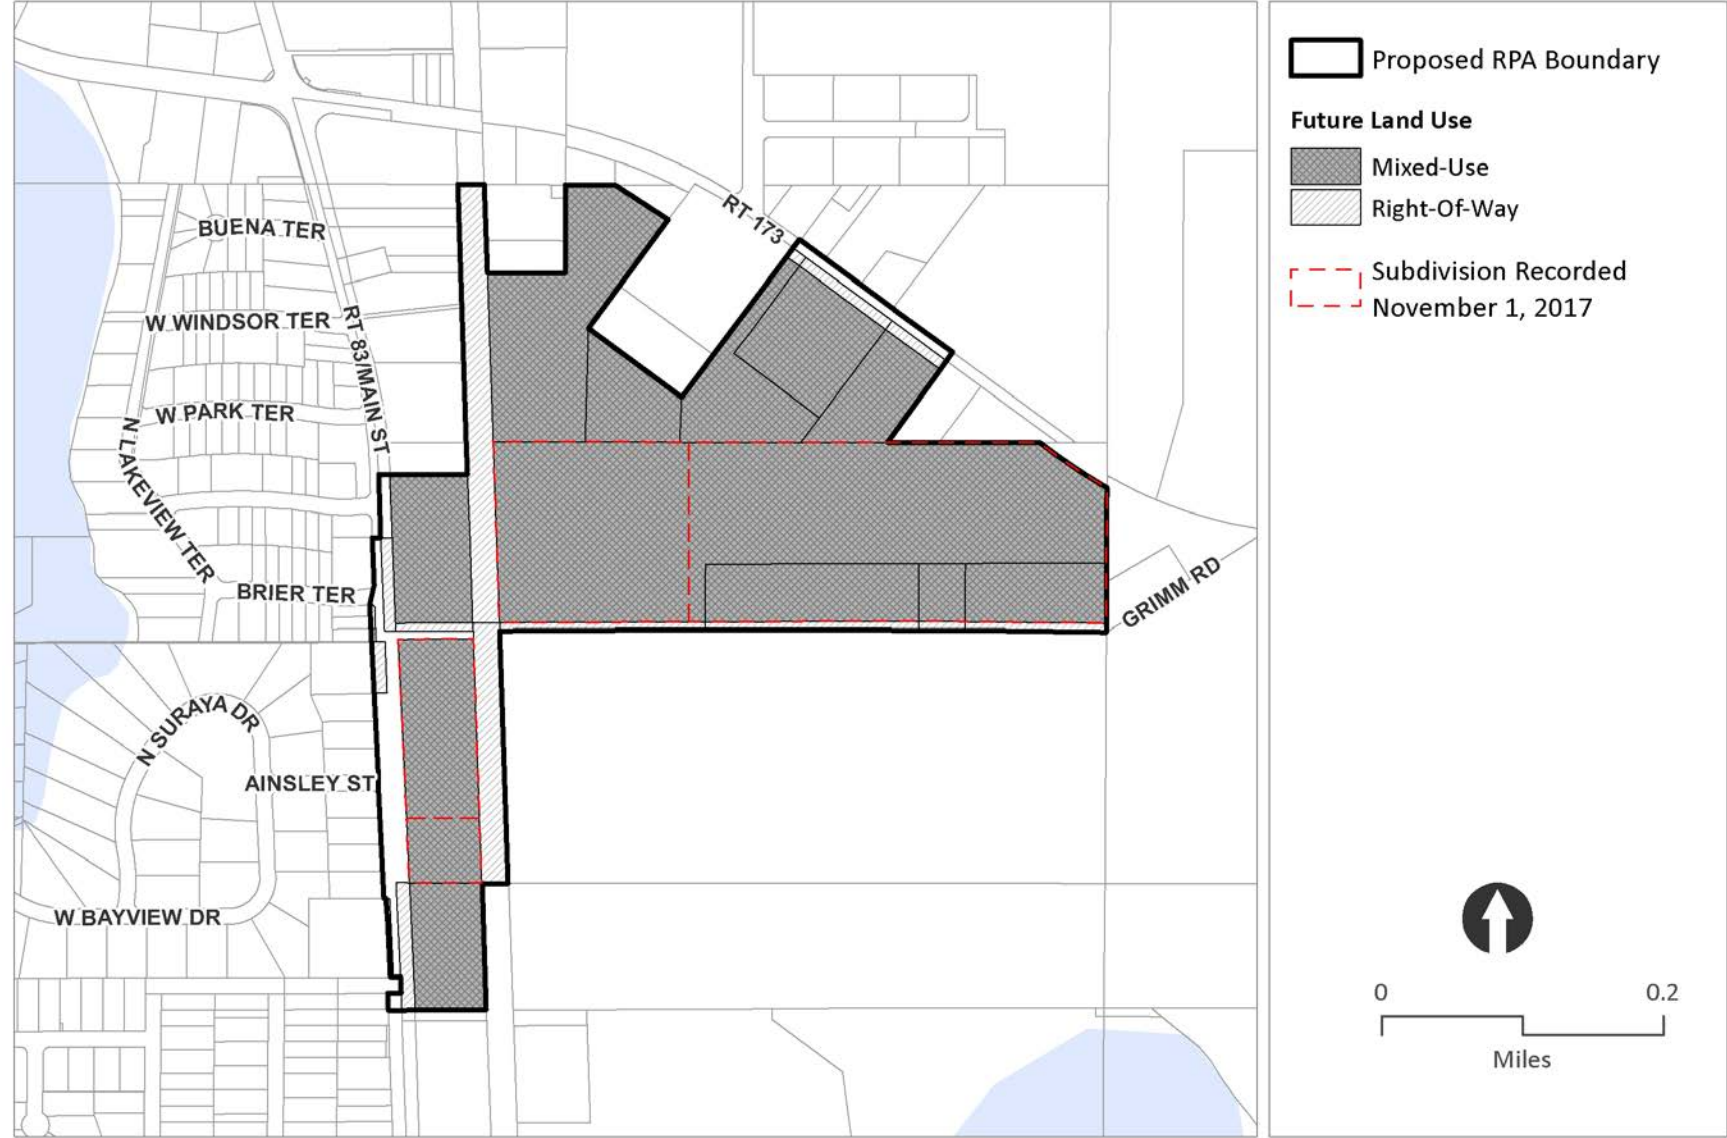 Proposed RPA Boundary
Future Land Use
Mixed-Use
Right-Of-Way
Subdivision Recorded
November 1, 2017
RT 173
BUENA TER
W WINDSOR TER
RT 83/MAIN ST
W PARK TER
N LAKEVIEW TER
BRIER TER
GRIMM RD
N SURAYA DR
AINSLEY ST
W BAYVIEW DR
0 0.2
Miles